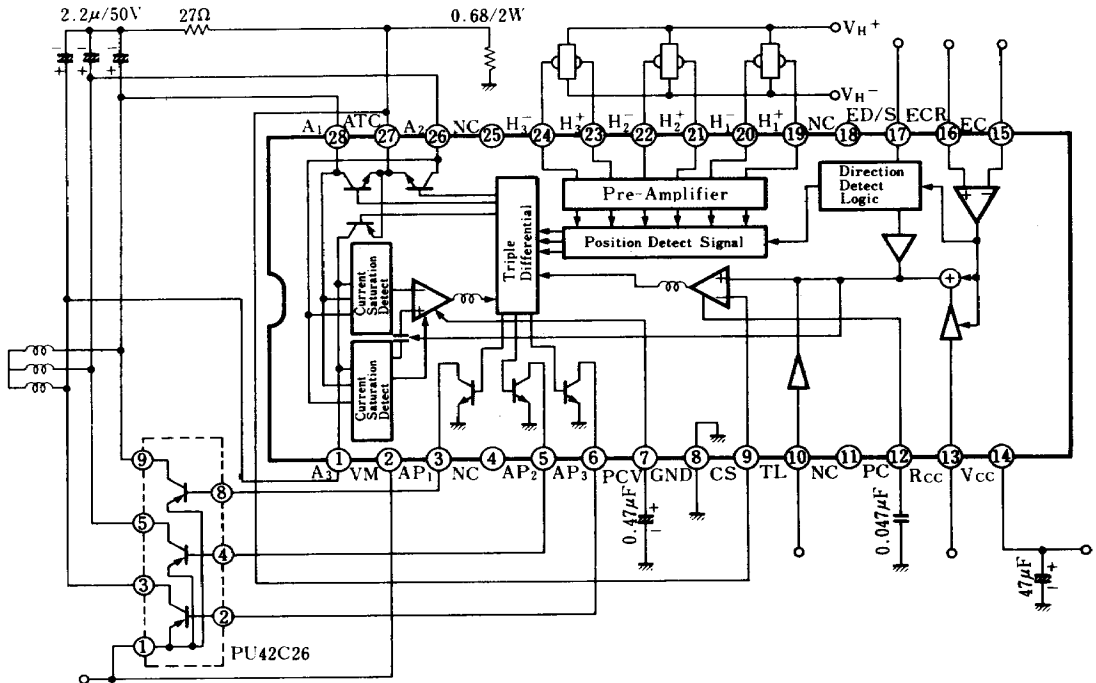 2.2μ/50V
27Ω
0.68/2W
VH+
VH−
A1
ATC
A2
NC
H3−
H3+
H2−
H2+
H1−
H1+
NC
ED/S
ECR
EC
28
27
26
25
24
23
22
21
20
19
18
17
16
15
Pre-Amplifier
Position Detect Signal
Direction
Detect
Logic
Triple
Differential
Current
Saturation
Detect
Current
Saturation
Detect
1
2
3
4
5
6
7
8
9
10
11
12
13
14
A3
VM
AP1
NC
AP2
AP3
PCV
GND
CS
TL
NC
PC
RCC
VCC
0.47μF
0.047μF
47μF
9
8
5
4
3
2
1
PU42C26